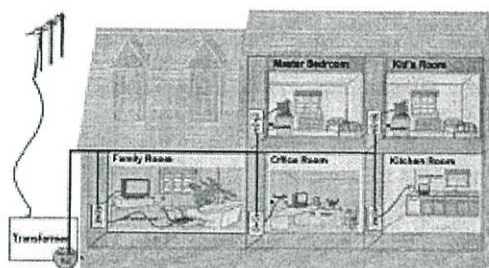 Master Bedroom
Kid's Room
Family Room
Office Room
Kitchen Room
Transformer